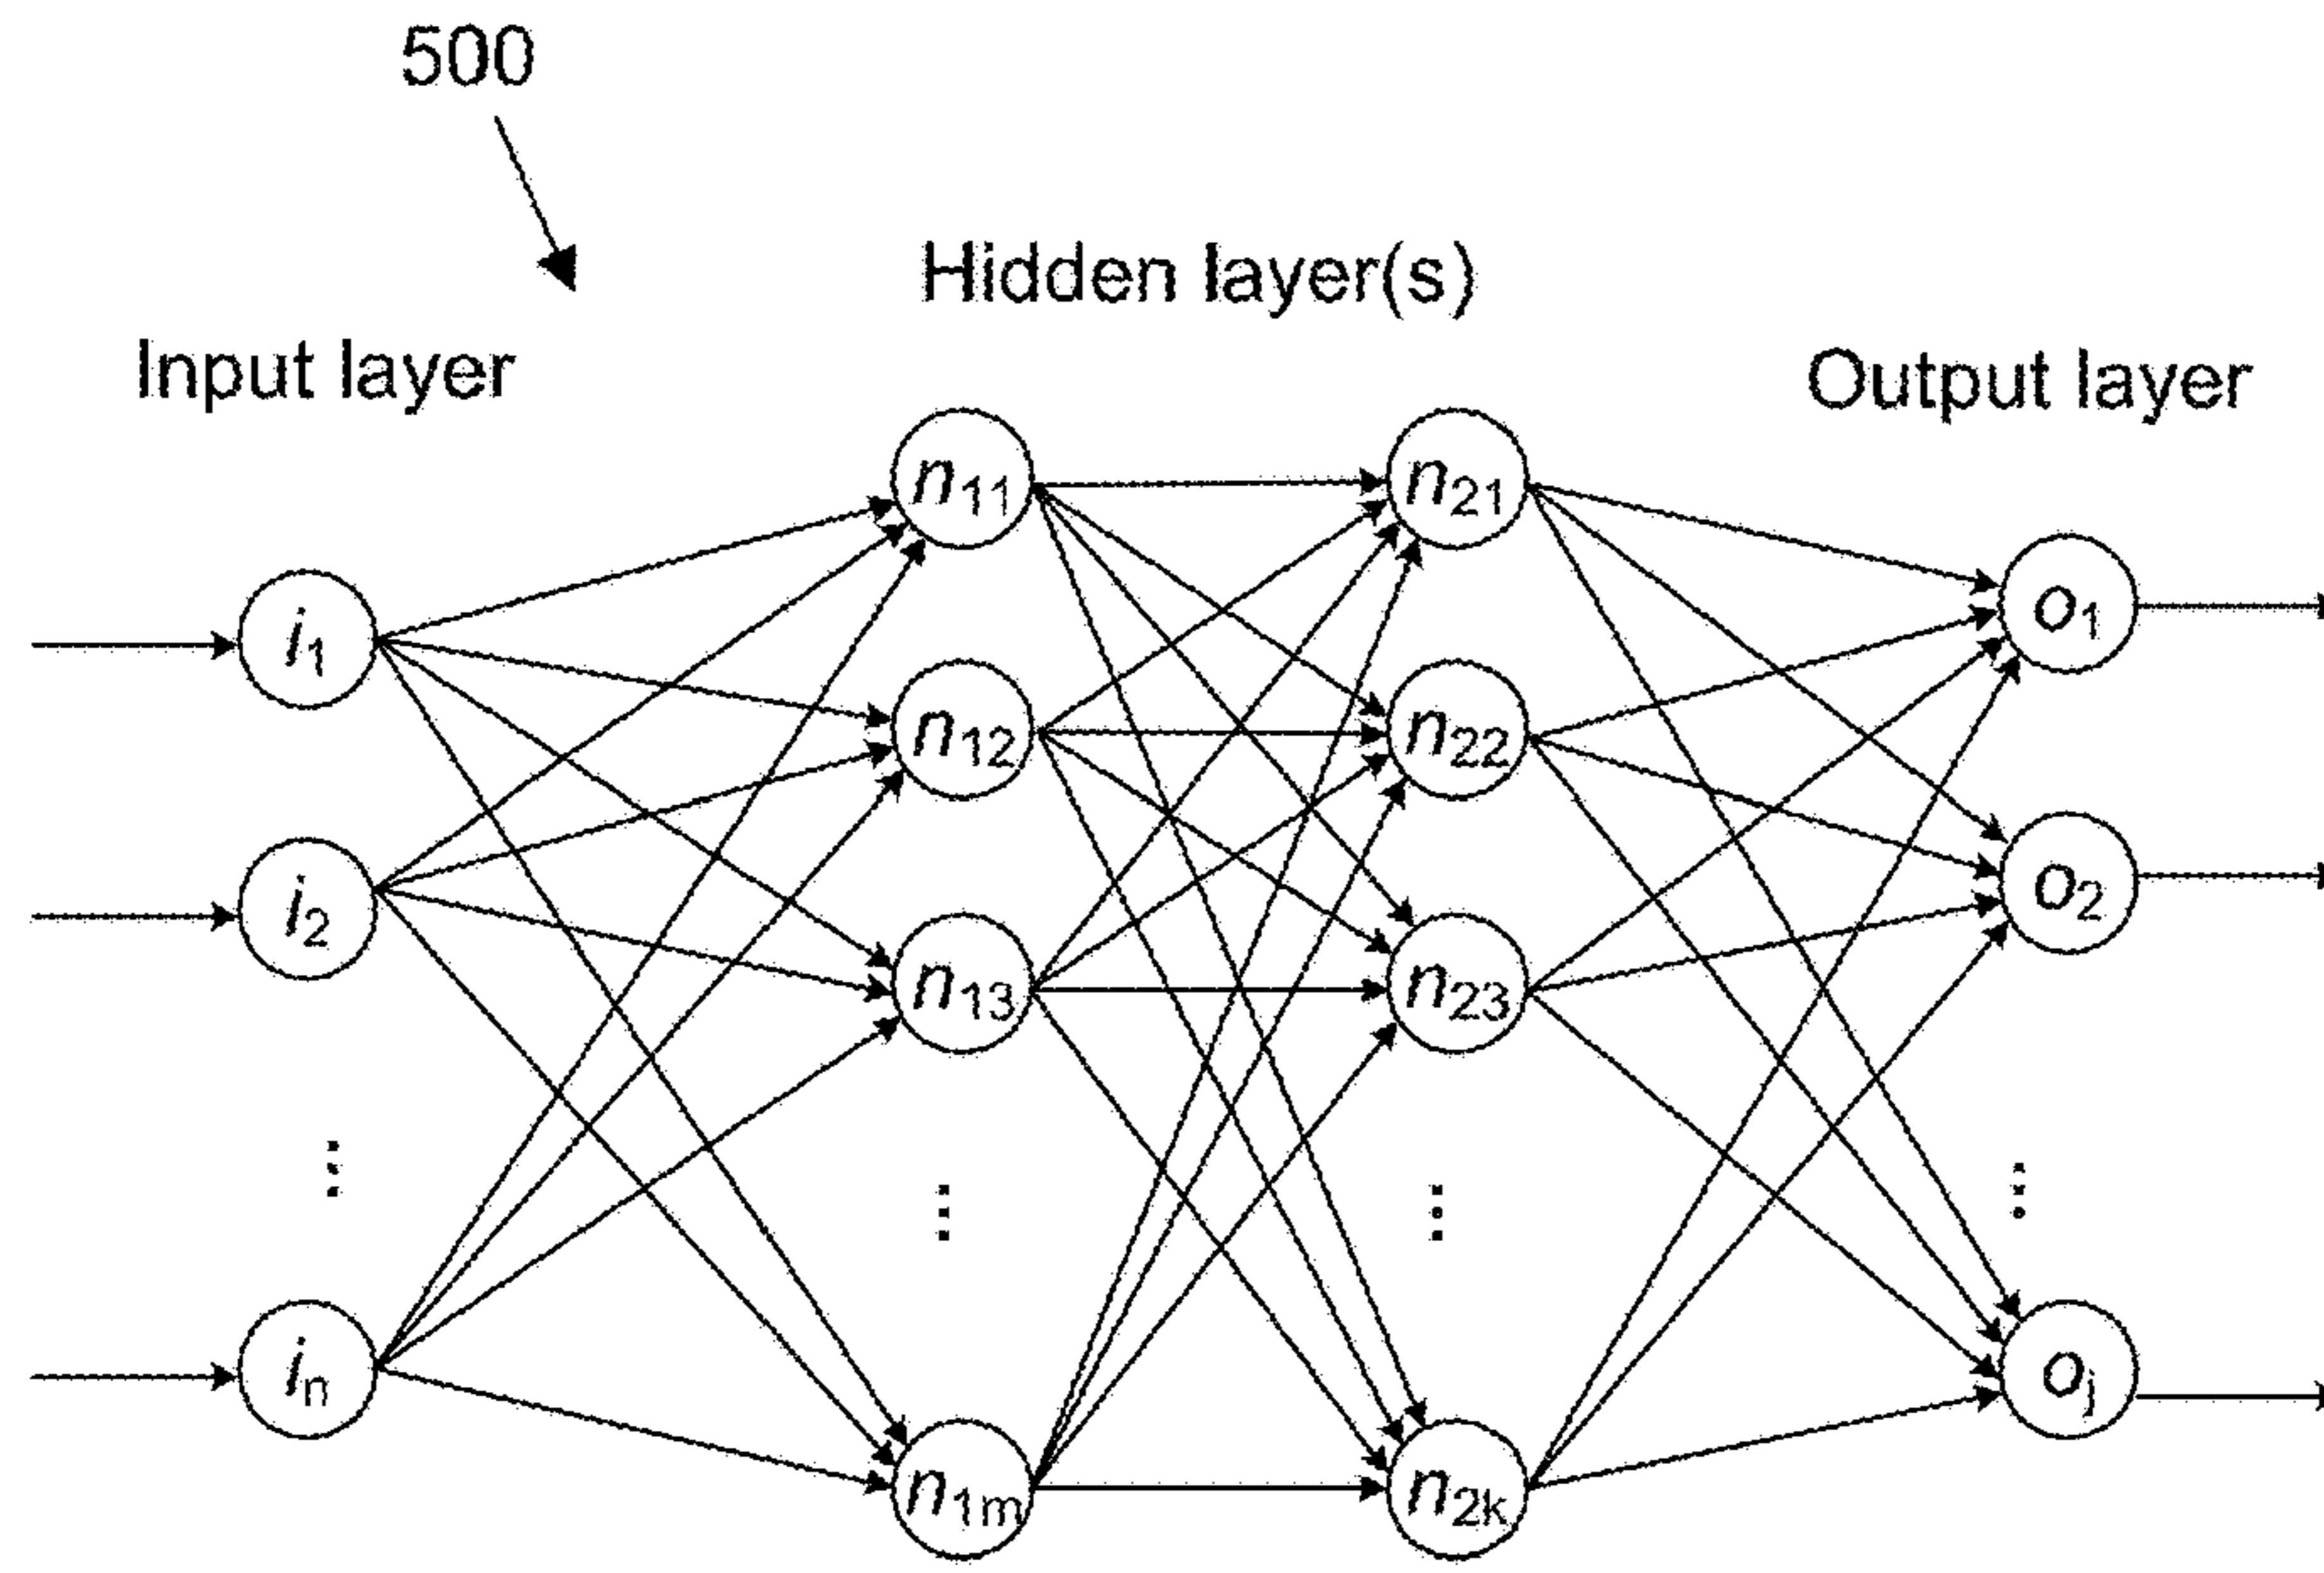 500
Hidden layer(s)
Input layer
Output layer
n11
n21
i1
o1
n12
n22
i2
o2
n13
n23
in
oj
n1m
n2k